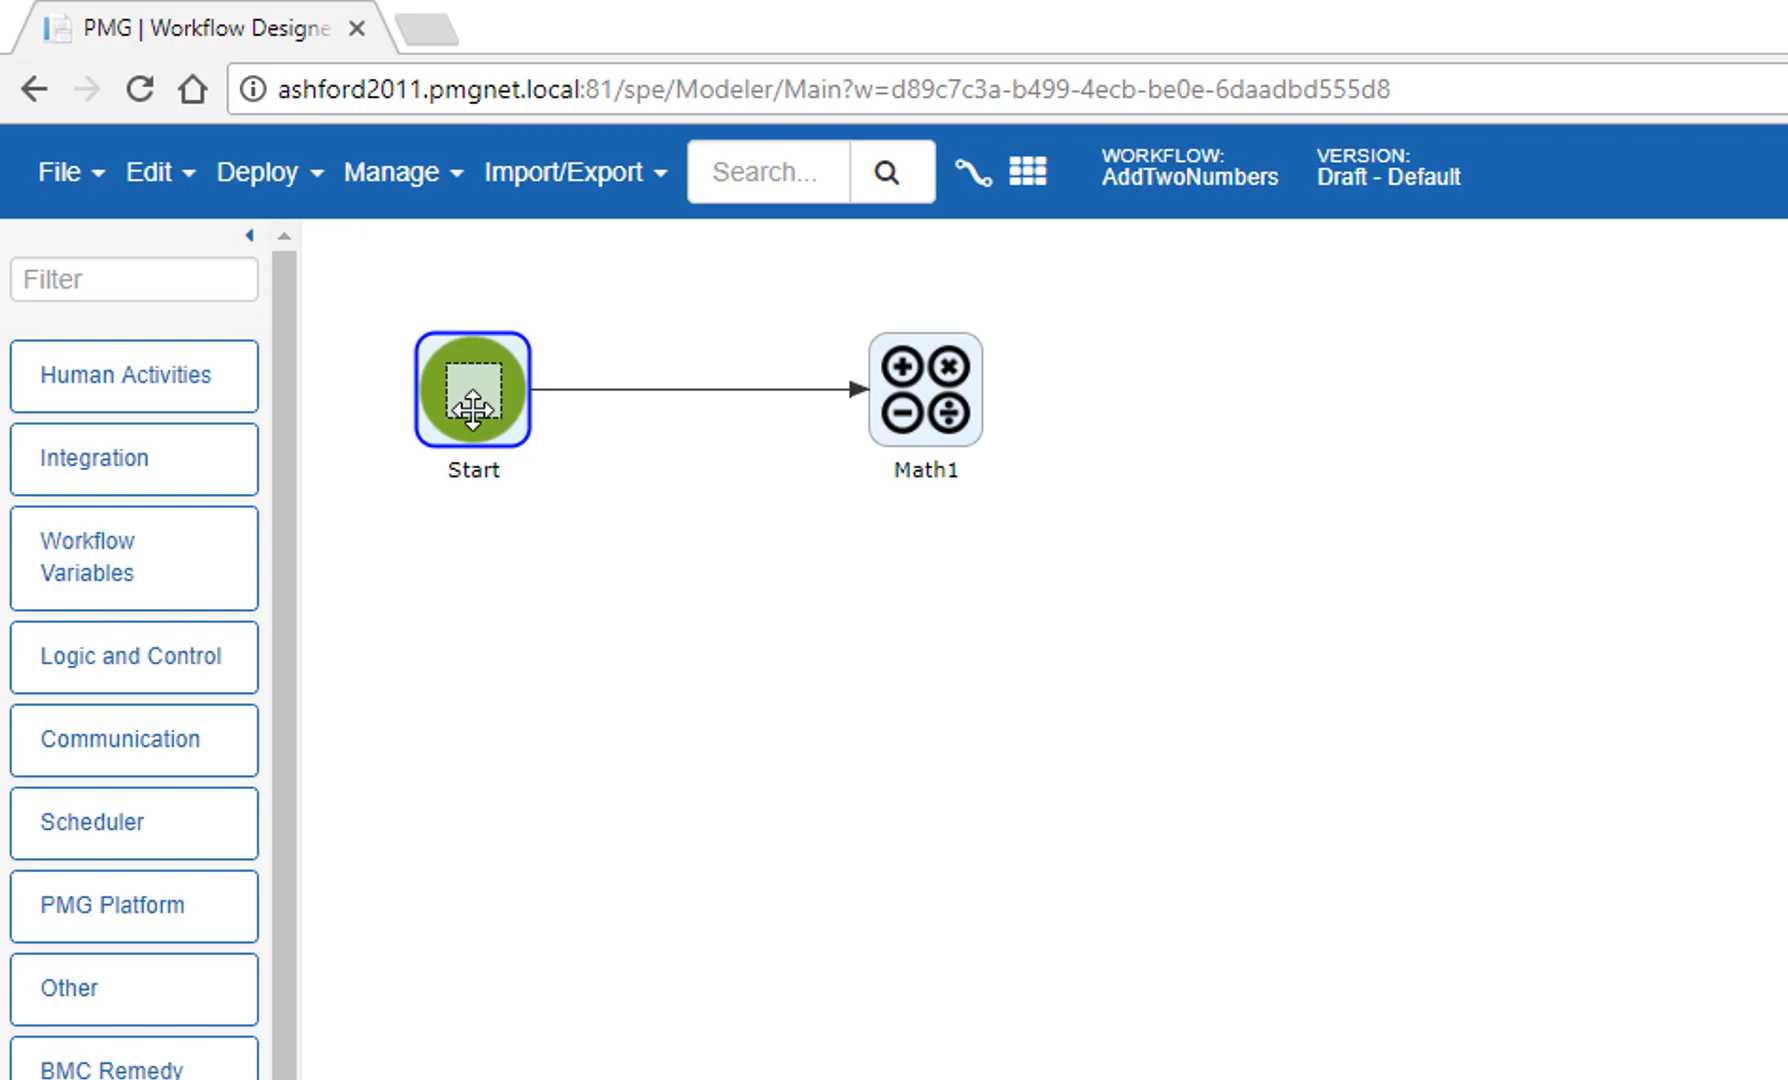 PMG | Workflow Designe
ashford2011.pmgnet.local:81/spe/Modeler/Main?w=d89c7c3a-b499-4ecb-be0e-6daadbd555d8
File Edit Deploy Manage Import/Export Search...
WORKFLOW:
AddTwoNumbers
VERSION:
Draft - Default
Filter
Human Activities
Integration
Workflow
Variables
Logic and Control
Communication
Scheduler
PMG Platform
Other
BMC Remedy
Start
Math1